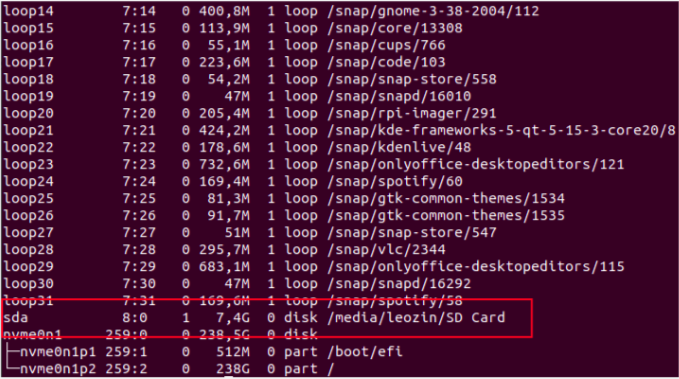 loop14 7:14 0 400,8M 1 loop /snap/gnome-3-38-2004/112
loop15 7:15 0 113,9M 1 loop /snap/core/13308
loop16 7:16 0 55,1M 1 loop /snap/cups/766
loop17 7:17 0 223,6M 1 loop /snap/code/103
loop18 7:18 0 54,2M 1 loop /snap/snap-store/558
loop19 7:19 0 47M 1 loop /snap/snapd/16010
loop20 7:20 0 205,4M 1 loop /snap/rpi-imager/291
loop21 7:21 0 424,2M 1 loop /snap/kde-frameworks-5-qt-5-15-3-core20/8
loop22 7:22 0 178,6M 1 loop /snap/kdenlive/48
loop23 7:23 0 732,6M 1 loop /snap/onlyoffice-desktopeditors/121
loop24 7:24 0 169,4M 1 loop /snap/spotify/60
loop25 7:25 0 81,3M 1 loop /snap/gtk-common-themes/1534
loop26 7:26 0 91,7M 1 loop /snap/gtk-common-themes/1535
loop27 7:27 0 51M 1 loop /snap/snap-store/547
loop28 7:28 0 295,7M 1 loop /snap/vlc/2344
loop29 7:29 0 683,1M 1 loop /snap/onlyoffice-desktopeditors/115
loop30 7:30 0 47M 1 loop /snap/snapd/16292
loop31 7:31 0 169,6M 1 loop /snap/spotify/58
sda 8:0 1 7,4G 0 disk /media/leozin/SD Card
nvme0n1 259:0 0 238,5G 0 disk
├─nvme0n1p1 259:1 0 512M 0 part /boot/efi
└─nvme0n1p2 259:2 0 238G 0 part /